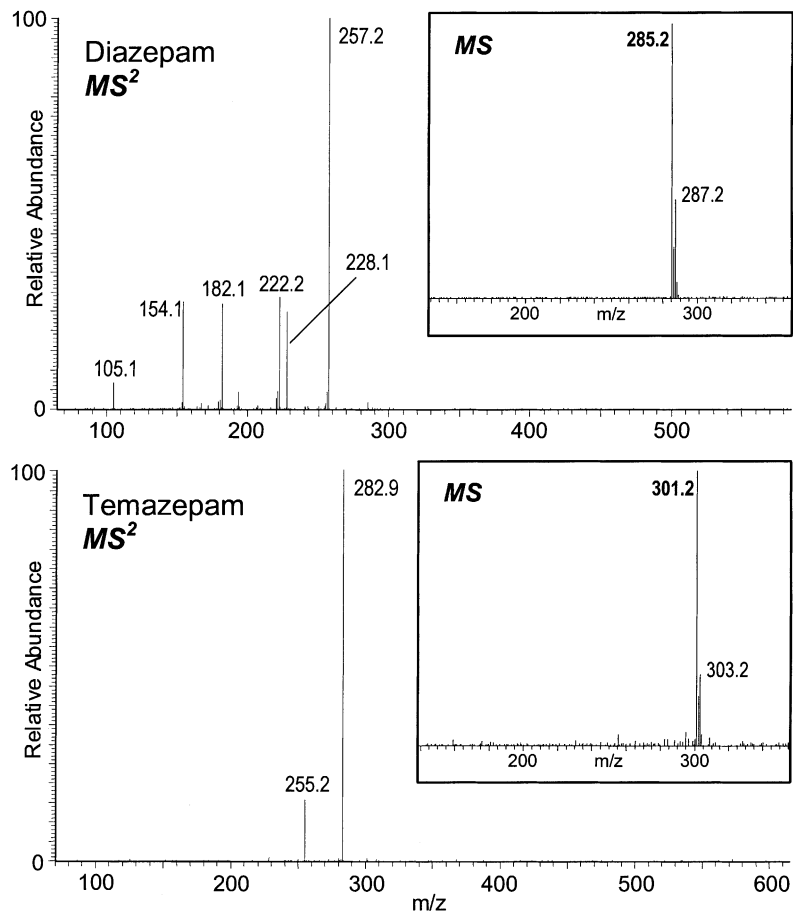 100
Diazepam
MS²
257.2
228.1
222.2
182.1
154.1
105.1
0
Relative Abundance
100 200 300 400 500
MS
285.2
287.2
200 m/z 300
100
Temazepam
MS²
282.9
255.2
0
Relative Abundance
100 200 300 400 500 600
m/z
MS
301.2
303.2
200 m/z 300